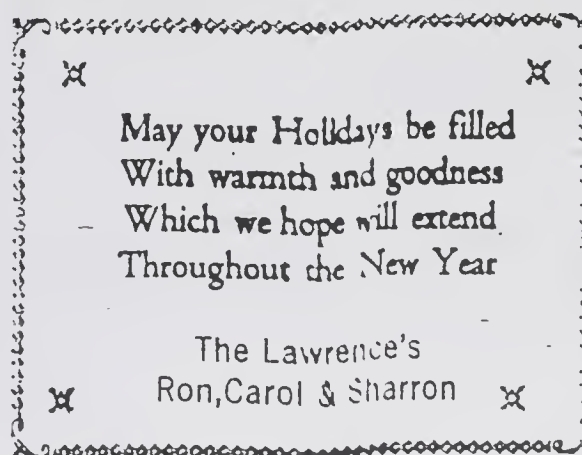 May your Holidays be filled
With warmth and goodness
Which we hope will extend
Throughout the New Year
The Lawrence's
Ron,Carol & Sharron